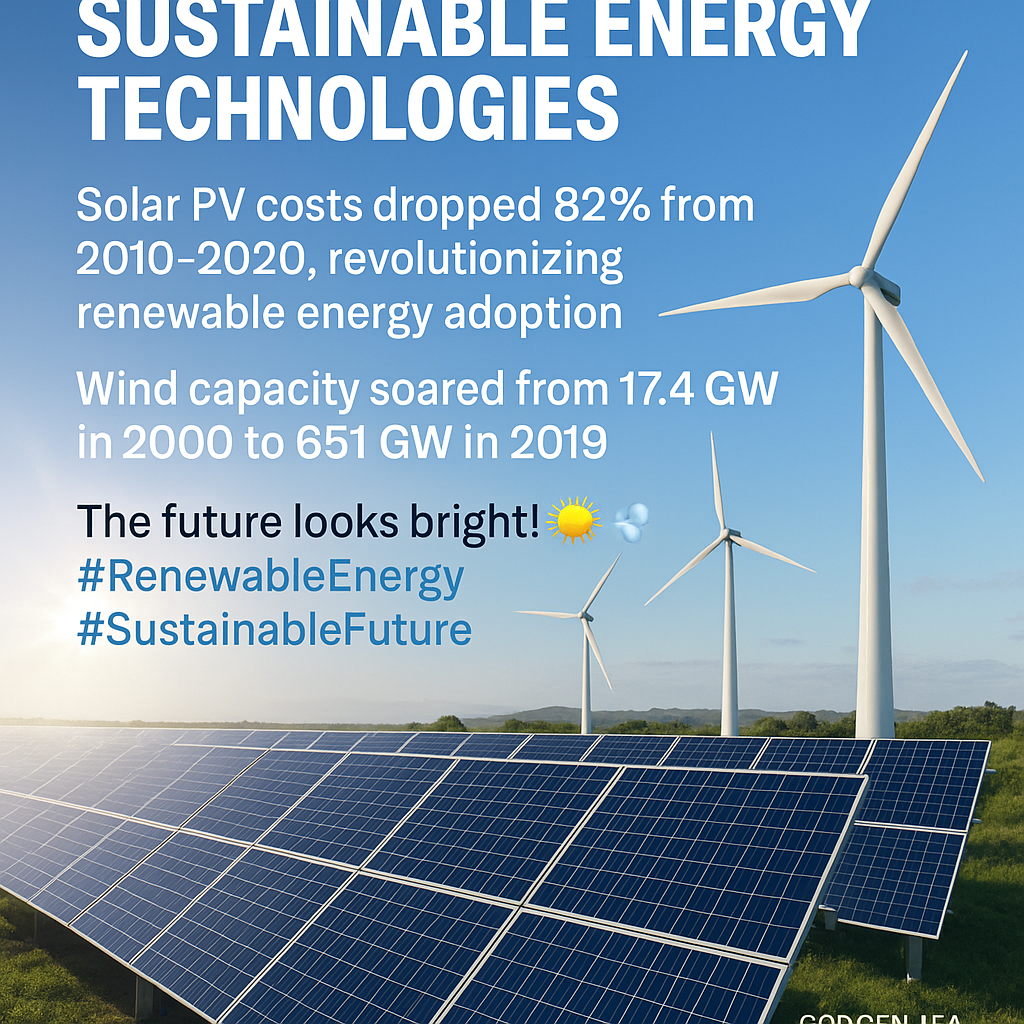 SUSTAINABLE ENERGY
TECHNOLOGIES
Solar PV costs dropped 82% from
2010–2020, revolutionizing
renewable energy adoption
Wind capacity soared from 17.4 GW
in 2000 to 651 GW in 2019
The future looks bright!☀️💨
#RenewableEnergy
#SustainableFuture